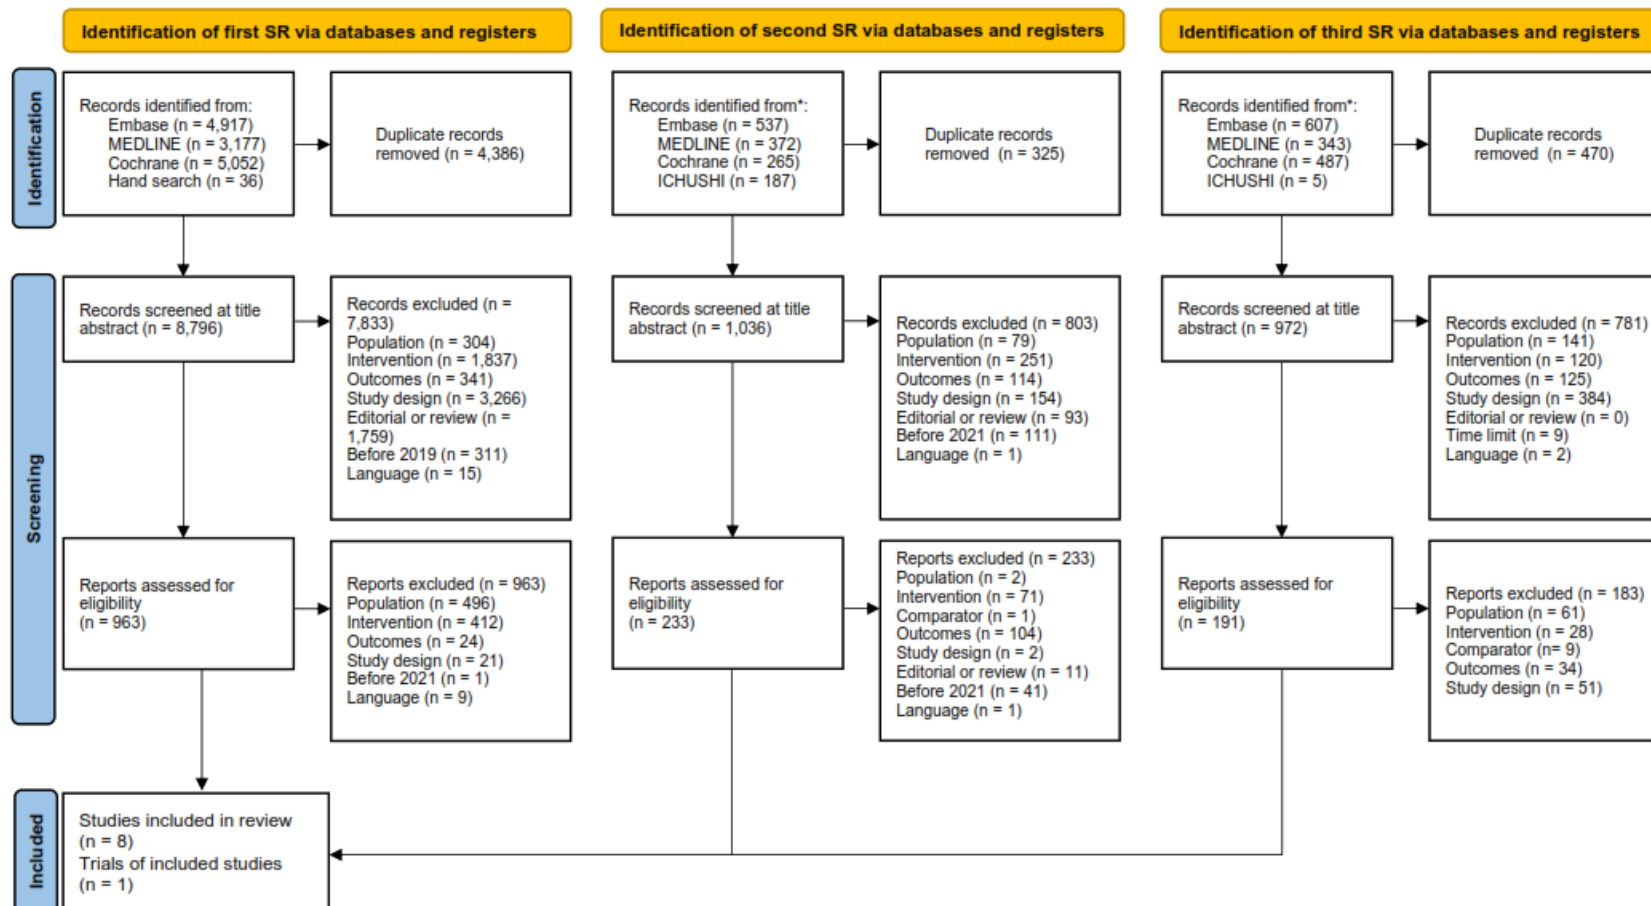 Identification of first SR via databases and registers
Identification of second SR via databases and registers
Identification of third SR via databases and registers
Identification
Records identified from:
Embase (n = 4,917)
MEDLINE (n = 3,177)
Cochrane (n = 5,052)
Hand search (n = 36)
Duplicate records
removed (n = 4,386)
Records identified from*:
Embase (n = 537)
MEDLINE (n = 372)
Cochrane (n = 265)
ICHUSHI (n = 187)
Duplicate records
removed (n = 325)
Records identified from*:
Embase (n = 607)
MEDLINE (n = 343)
Cochrane (n = 487)
ICHUSHI (n = 5)
Duplicate records
removed (n = 470)
Screening
Records screened at title
abstract (n = 8,796)
Records excluded (n =
7,833)
Population (n = 304)
Intervention (n = 1,837)
Outcomes (n = 341)
Study design (n = 3,266)
Editorial or review (n =
1,759)
Before 2019 (n = 311)
Language (n = 15)
Records screened at title
abstract (n = 1,036)
Records excluded (n = 803)
Population (n = 79)
Intervention (n = 251)
Outcomes (n = 114)
Study design (n = 154)
Editorial or review (n = 93)
Before 2021 (n = 111)
Language (n = 1)
Records screened at title
abstract (n = 972)
Records excluded (n = 781)
Population (n = 141)
Intervention (n = 120)
Outcomes (n = 125)
Study design (n = 384)
Editorial or review (n = 0)
Time limit (n = 9)
Language (n = 2)
Reports assessed for
eligibility
(n = 963)
Reports excluded (n = 963)
Population (n = 496)
Intervention (n = 412)
Outcomes (n = 24)
Study design (n = 21)
Before 2021 (n = 1)
Language (n = 9)
Reports assessed for
eligibility
(n = 233)
Reports excluded (n = 233)
Population (n = 2)
Intervention (n = 71)
Comparator (n = 1)
Outcomes (n = 104)
Study design (n = 2)
Editorial or review (n = 11)
Before 2021 (n = 41)
Language (n = 1)
Reports assessed for
eligibility
(n = 191)
Reports excluded (n = 183)
Population (n = 61)
Intervention (n = 28)
Comparator (n= 9)
Outcomes (n = 34)
Study design (n = 51)
Included
Studies included in review
(n = 8)
Trials of included studies
(n = 1)